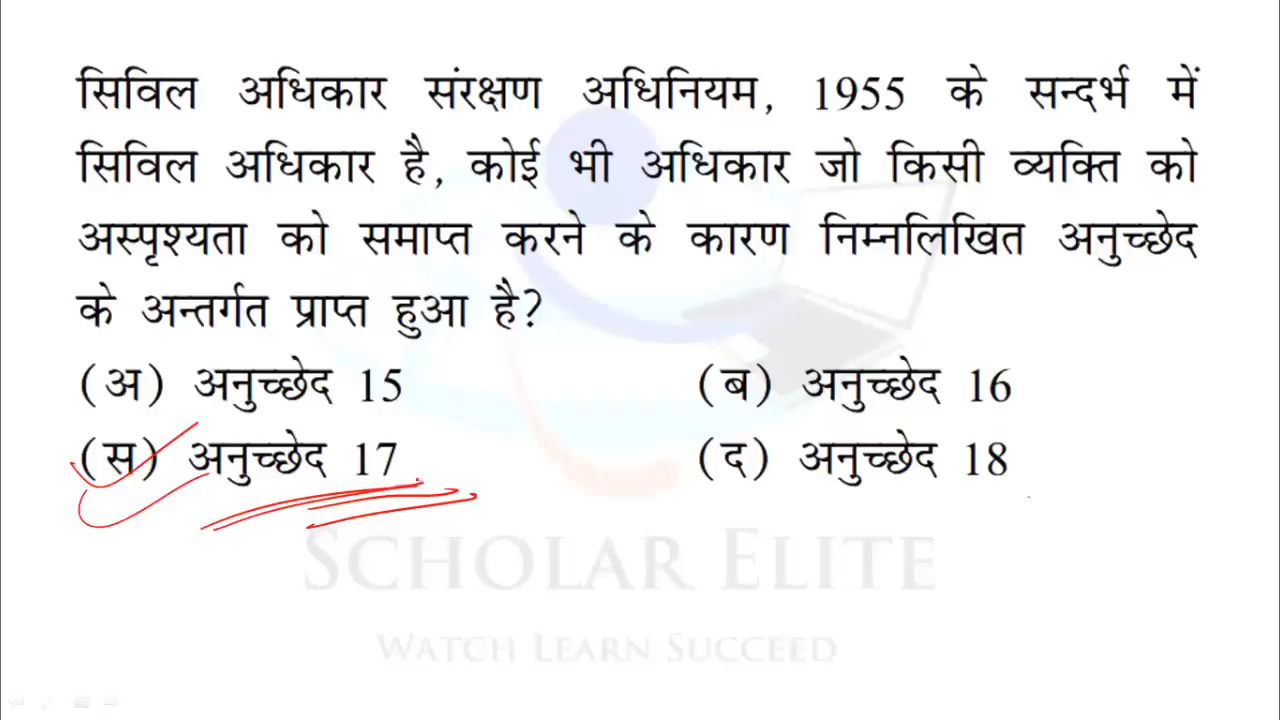 सिविल अधिकार संरक्षण अधिनियम, 1955 के सन्दर्भ में
सिविल अधिकार है, कोई भी अधिकार जो किसी व्यक्ति को
अस्पृश्यता को समाप्त करने के कारण निम्नलिखित अनुच्छेद
के अन्तर्गत प्राप्त हुआ है?
(अ) अनुच्छेद 15 (ब) अनुच्छेद 16
(स) अनुच्छेद 17 (द) अनुच्छेद 18
SCHOLAR ELITE
WATCH LEARN SUCCEED